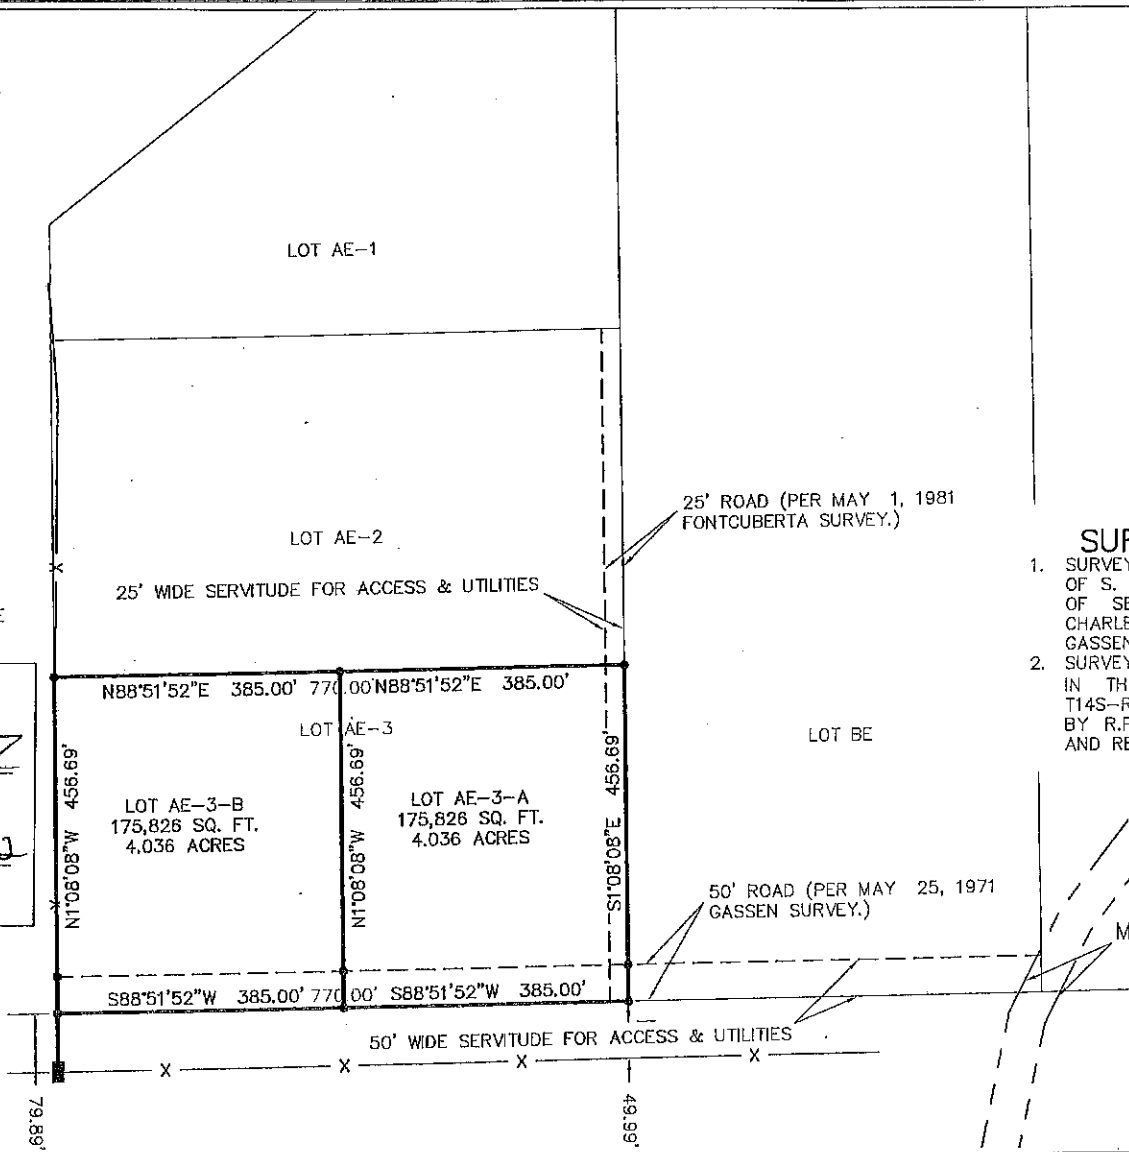 LOT AE-1
LOT AE-2
25' WIDE SERVITUDE FOR ACCESS & UTILITIES
25' ROAD (PER MAY 1, 1981
FONTCUBERTA SURVEY.)
N88°51'52"E 385.00' 770.00' N88°51'52"E 385.00'
LOT AE-3
N1°08'08"W 456.69'
LOT AE-3-B
175,826 SQ. FT.
4.036 ACRES
N1°08'08"W 456.69'
LOT AE-3-A
175,826 SQ. FT.
4.036 ACRES
S1°08'08"E 456.69'
LOT BE
50' ROAD (PER MAY 25, 1971
GASSEN SURVEY.)
S88°51'52"W 385.00' 770.00' S88°51'52"W 385.00'
50' WIDE SERVITUDE FOR ACCESS & UTILITIES
X X X X
X
X
79.89'
49.99'
SUR
1. SURVEY
OF S.
OF SE
CHARLE
GASSEN
2. SURVEY
IN TH
T14S-R
BY R.P
AND RE
M
E